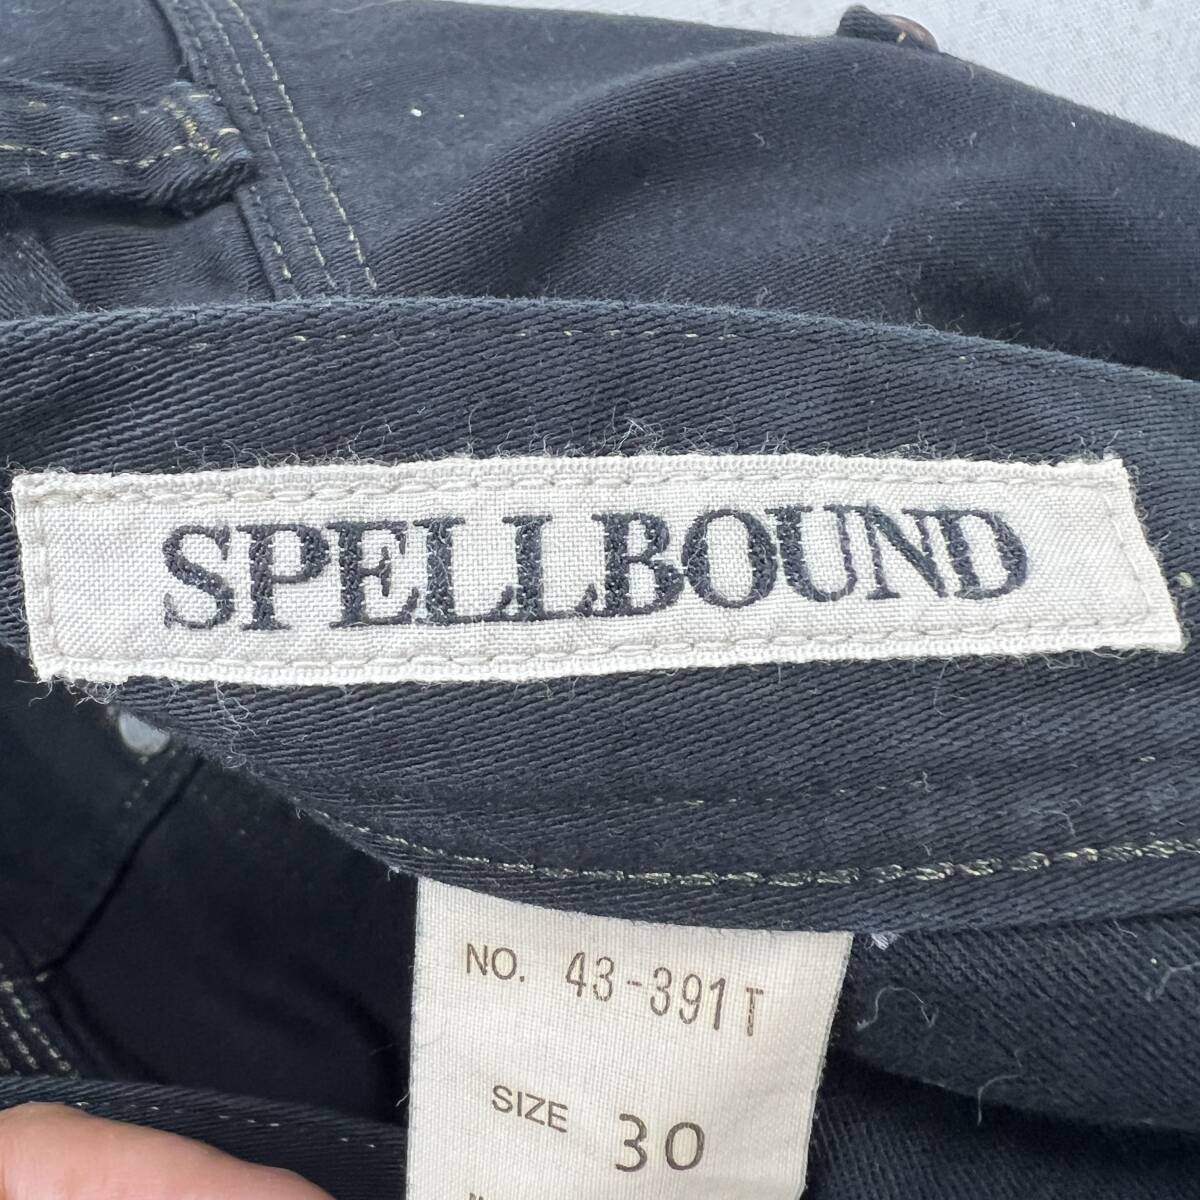 SPELLBOUND
NO. 43-391T
SIZE 30